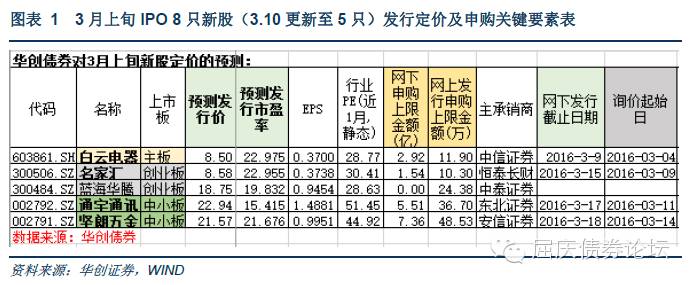 图表 1 3月上旬 IPO 8 只新股（3.10 更新至 5 只）发行定价及申购关键要素表
华创债券对3月上旬新股定价的预测：
代码 名称 上市板 预测发行价 预测发行市盈率 EPS 行业PE(近1月,静态) 网下申购上限金额(亿) 网上发行申购上限金额(万) 主承销商 网下发行截止日期 询价起始日
603861.SH 白云电器 主板 8.50 22.975 0.3700 28.77 2.92 11.90 中信证券 2016-3-9 2016-03-04
300506.SZ 名家汇 创业板 8.58 22.955 0.3738 30.41 1.54 10.30 恒泰长财 2016-3-15 2016-03-09
300484.SZ 蓝海华腾 创业板 18.75 19.832 0.9454 28.63 0.00 24.38 中泰证券
002792.SZ 通宇通讯 中小板 22.94 15.415 1.4881 51.45 5.51 36.70 东北证券 2016-3-17 2016-03-11
002791.SZ 坚朗五金 中小板 21.57 21.676 0.9951 44.92 7.36 48.53 安信证券 2016-3-18 2016-03-14
数据来源：华创债券
屈庆债券论坛
资料来源：华创证券，WIND